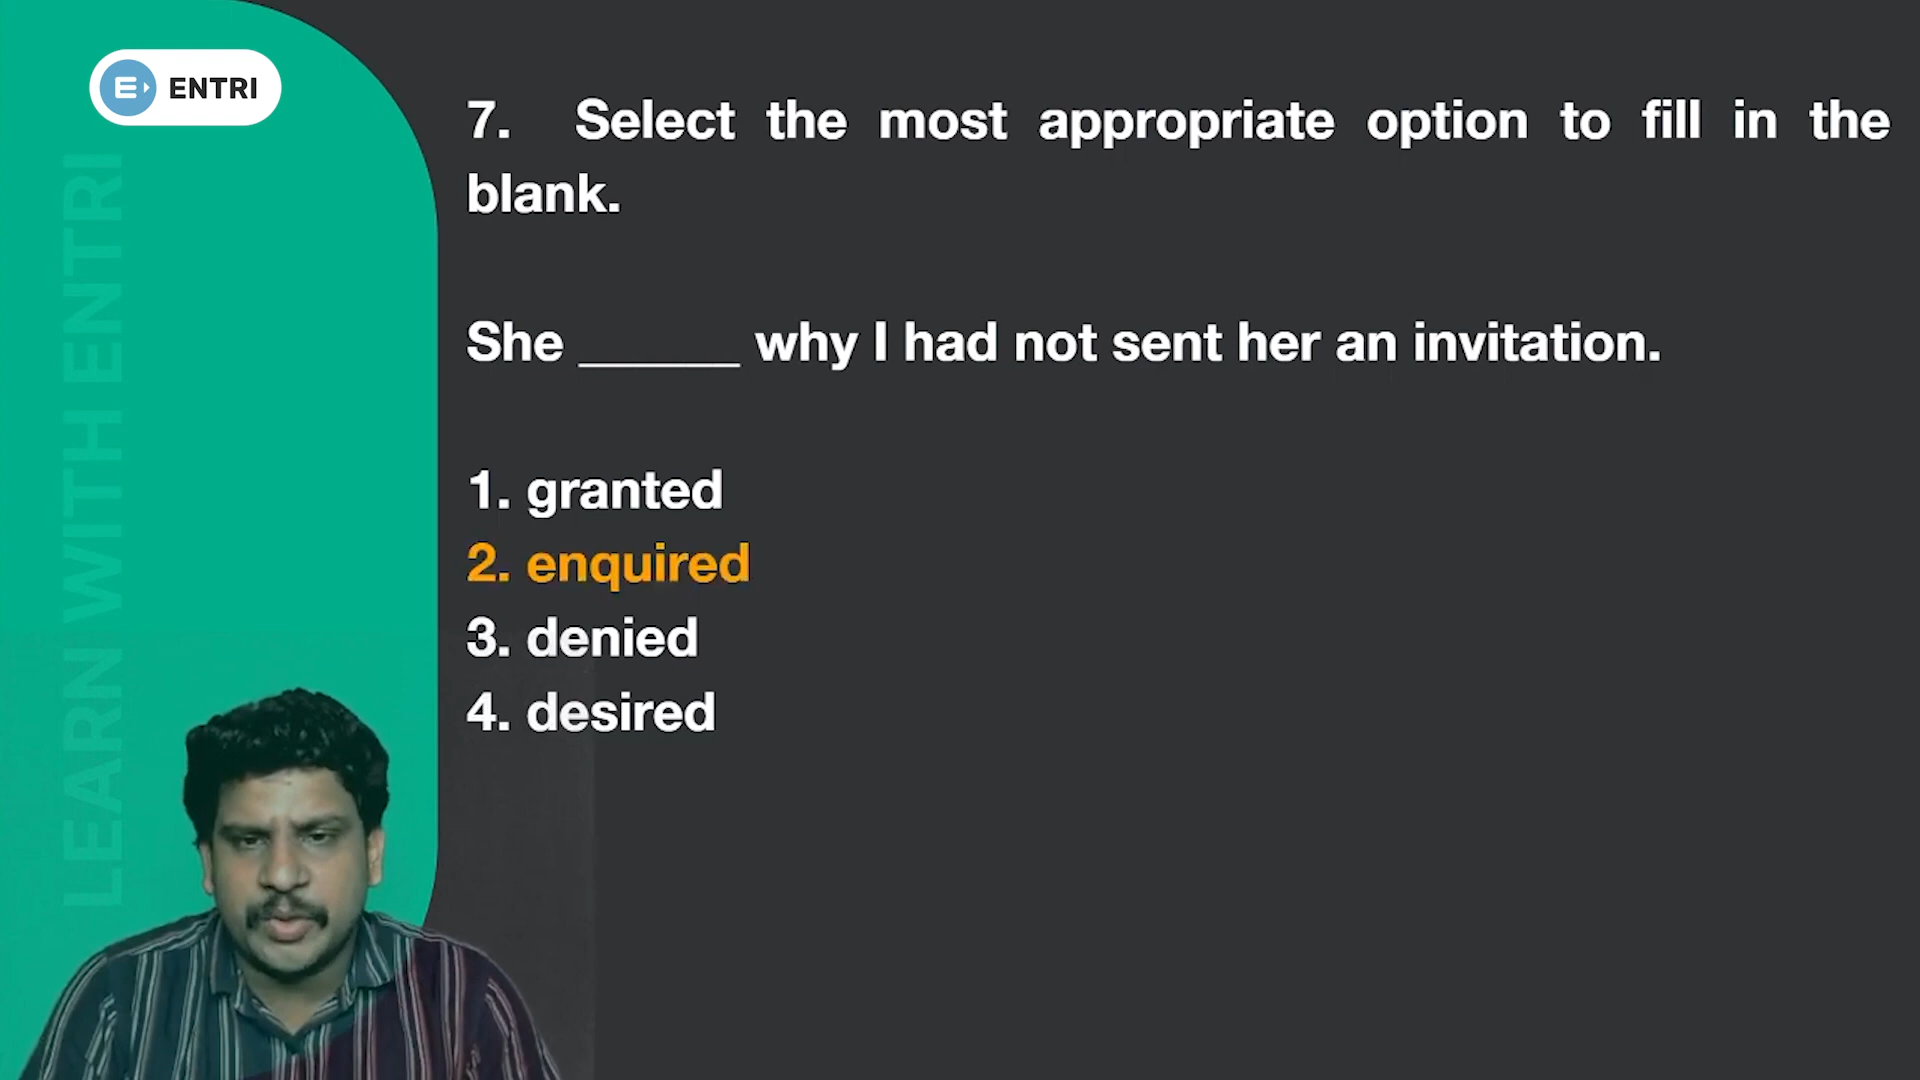 ENTRI
LEARN WITH ENTRI
7. Select the most appropriate option to fill in the
blank.
She ______ why I had not sent her an invitation.
1. granted
2. enquired
3. denied
4. desired